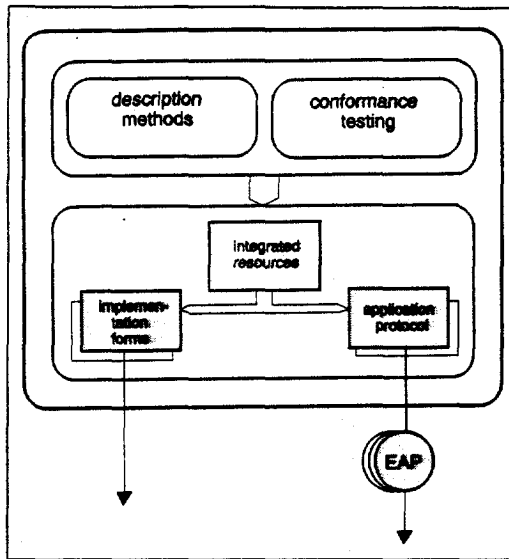 description
methods
conformance
testing
integrated
resources
implemen-
tation
forms
application
protocol
EAP